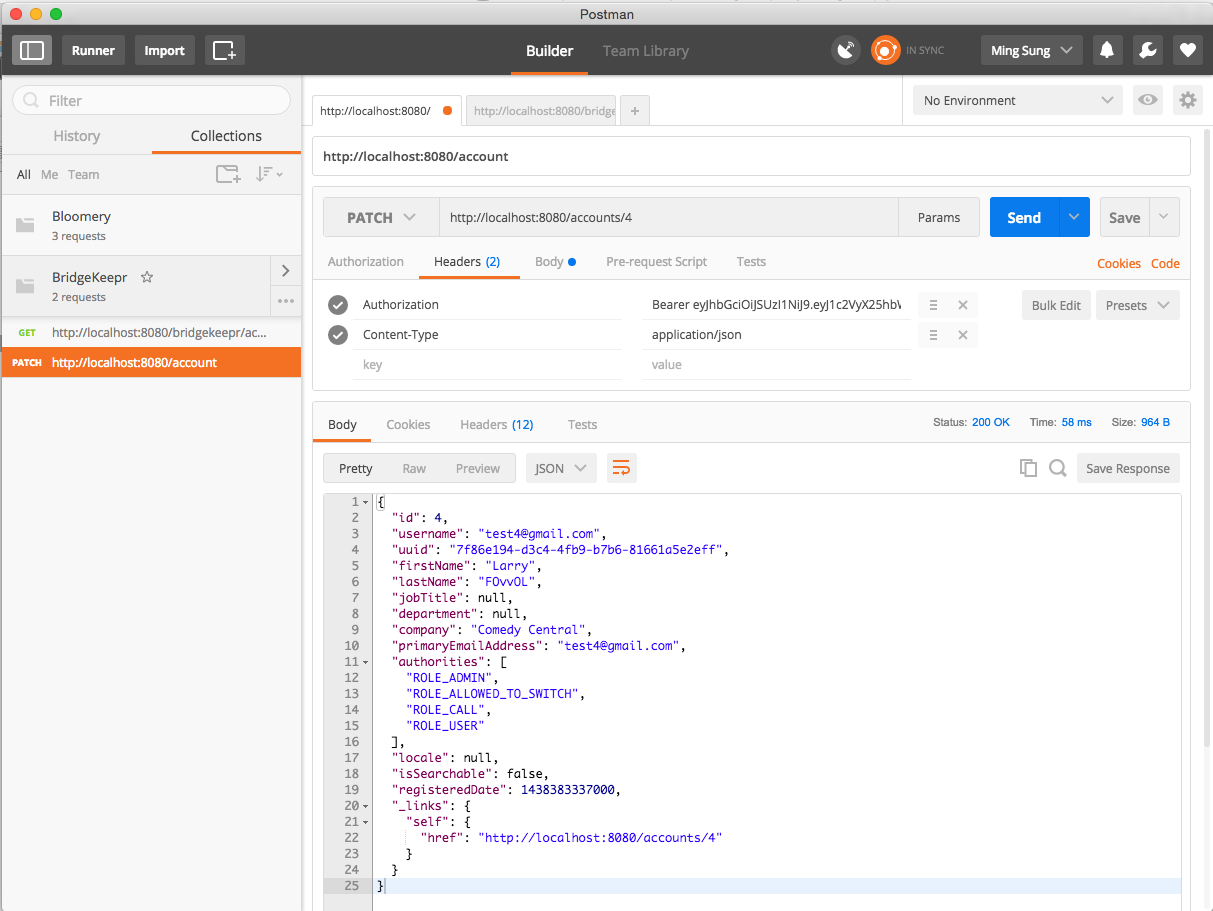 Postman
Runner
Import
Builder
Team Library
IN SYNC
Ming Sung
Filter
History
Collections
All Me Team
Bloomery
3 requests
BridgeKeepr
2 requests
GET http://localhost:8080/bridgekeepr/ac...
PATCH http://localhost:8080/account
http://localhost:8080/
http://localhost:8080/bridge
+
No Environment
http://localhost:8080/account
PATCH
http://localhost:8080/accounts/4
Params
Send
Save
Authorization
Headers (2)
Body
Pre-request Script
Tests
Cookies
Code
Authorization
Bearer
Bulk Edit
Presets
Content-Type
application/json
key
value
Body
Cookies
Headers (12)
Tests
Status: 200 OK
Time: 58 ms
Size: 964 B
Pretty
Raw
Preview
JSON
Save Response
1 {
2 "id": 4,
3 "username": "test4@gmail.com",
4 "uuid": "7f86e194-d3c4-4fb9-b7b6-81661a5e2eff",
5 "firstName": "Larry",
6 "lastName": "FOvvOL",
7 "jobTitle": null,
8 "department": null,
9 "company": "Comedy Central",
10 "primaryEmailAddress": "test4@gmail.com",
11 "authorities": [
12 "ROLE_ADMIN",
13 "ROLE_ALLOWED_TO_SWITCH",
14 "ROLE_CALL",
15 "ROLE_USER"
16 ],
17 "locale": null,
18 "isSearchable": false,
19 "registeredDate": 1438383337000,
20 "_links": {
21 "self": {
22 "href": "http://localhost:8080/accounts/4"
23 }
24 }
25 }